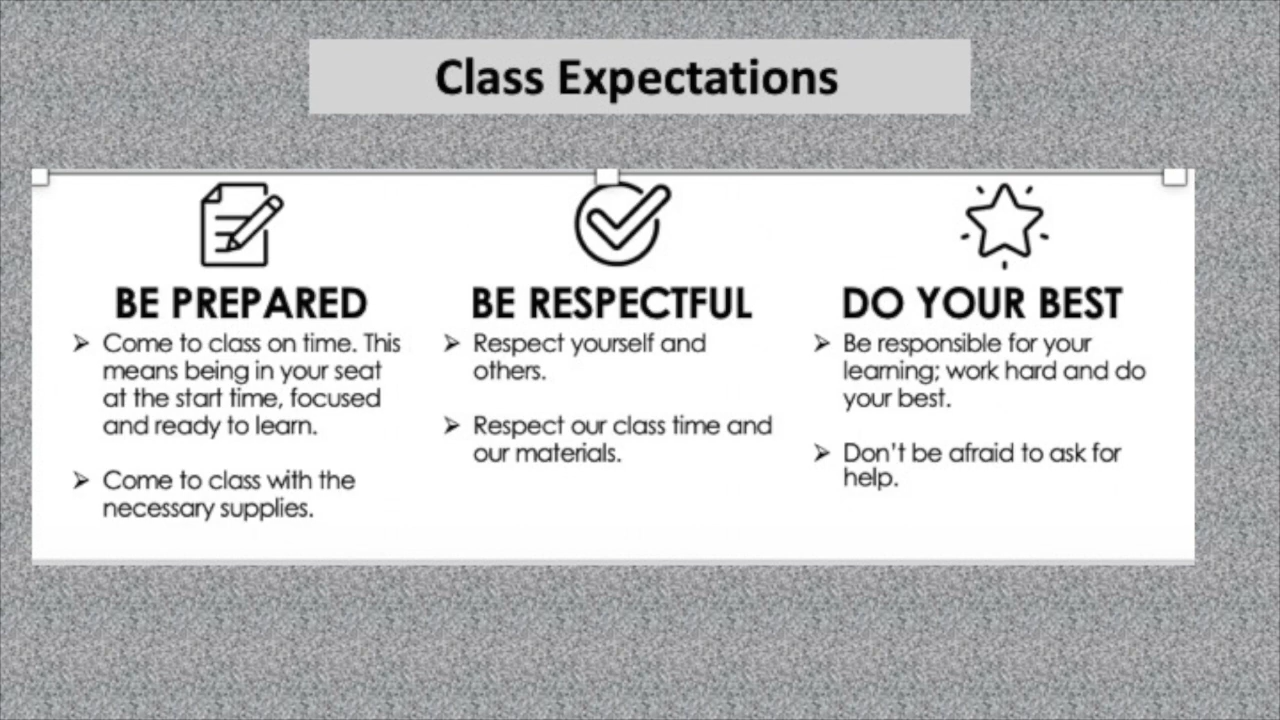 Class Expectations
BE PREPARED
➢ Come to class on time. This
means being in your seat
at the start time, focused
and ready to learn.
➢ Come to class with the
necessary supplies.
BE RESPECTFUL
➢ Respect yourself and
others.
➢ Respect our class time and
our materials.
DO YOUR BEST
➢ Be responsible for your
learning; work hard and do
your best.
➢ Don't be afraid to ask for
help.